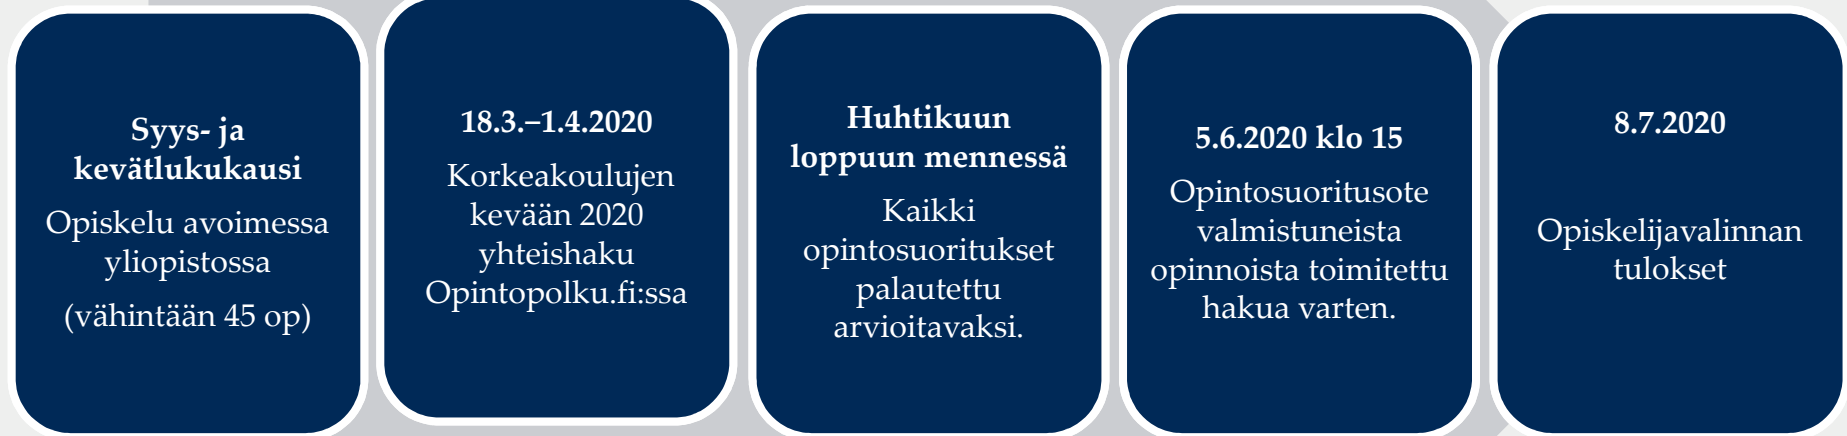 Syys- ja
kevätlukukausi
Opiskelu avoimessa
yliopistossa
(vähintään 45 op)
18.3.–1.4.2020
Korkeakoulujen
kevään 2020
yhteishaku
Opintopolku.fi:ssa
Huhtikuun
loppuun mennessä
Kaikki
opintosuoritukset
palautettu
arvioitavaksi.
5.6.2020 klo 15
Opintosuoritusote
valmistuneista
opinnoista toimitettu
hakua varten.
8.7.2020
Opiskelijavalinnan
tulokset